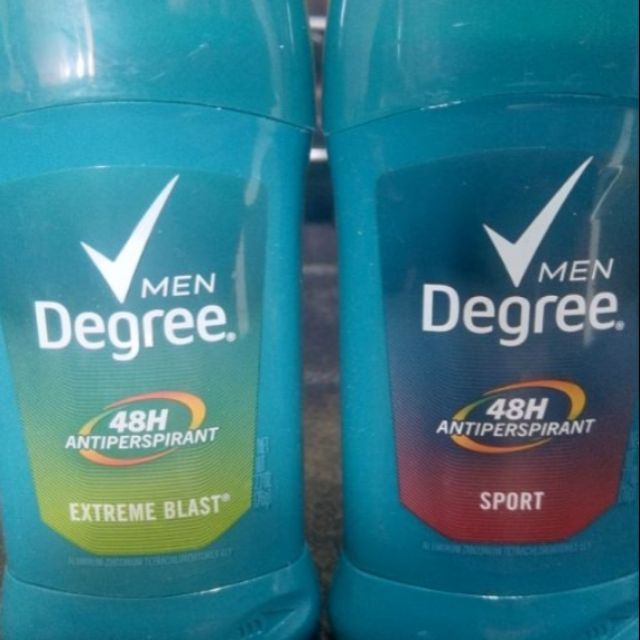 MEN
Degree®
48H
ANTIPERSPIRANT
EXTREME BLAST®
MEN
Degree®
48H
ANTIPERSPIRANT
SPORT